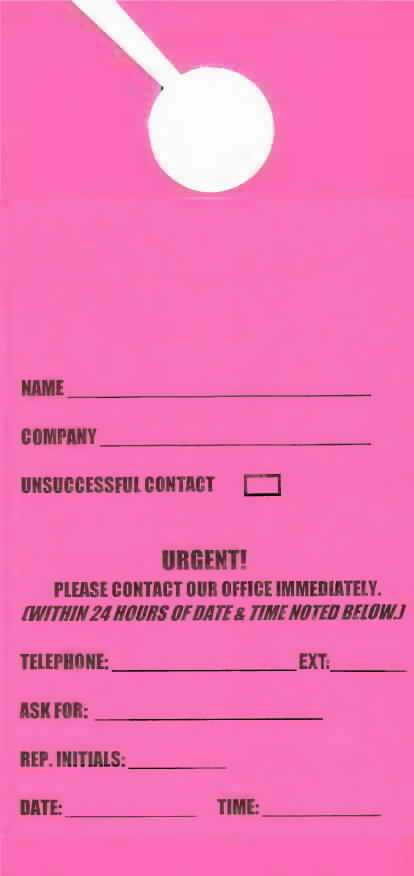 NAME
COMPANY
UNSUCCESSFUL CONTACT
URGENT!
PLEASE CONTACT OUR OFFICE IMMEDIATELY.
(WITHIN 24 HOURS OF DATE & TIME NOTED BELOW.)
TELEPHONE: EXT:
ASK FOR:
REP. INITIALS:
DATE: TIME: